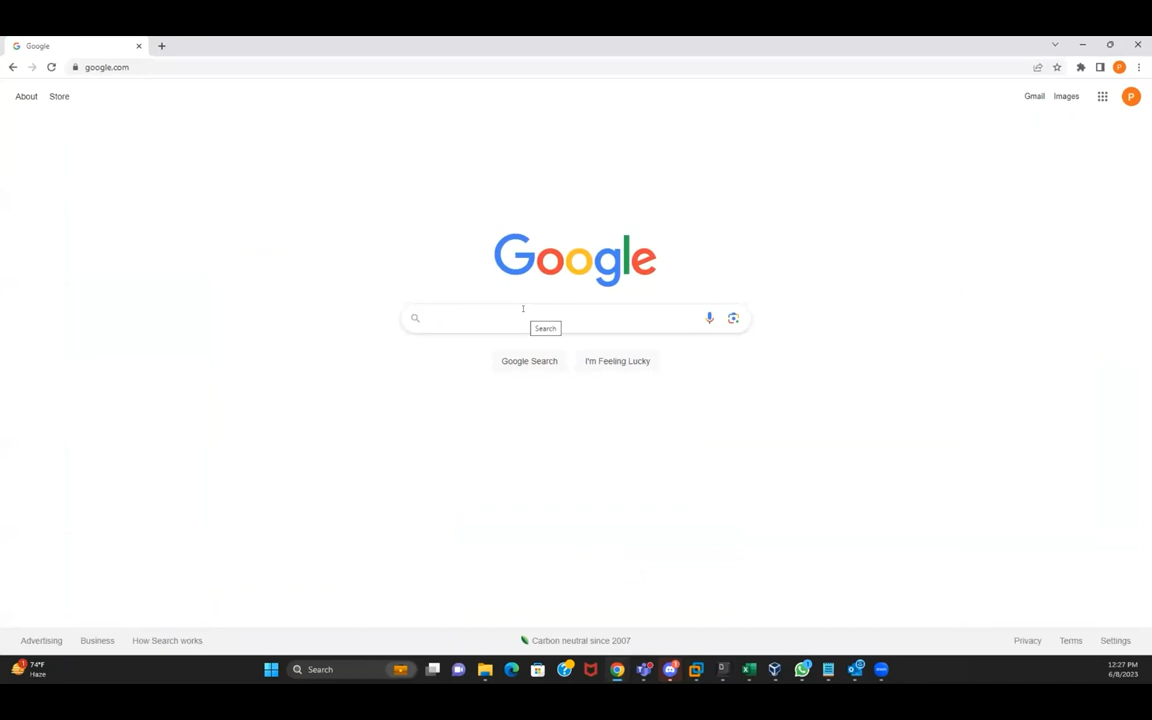 Google
google.com
P
About Store Gmail Images P
Google
Search
Google Search I'm Feeling Lucky
Advertising Business How Search works Carbon neutral since 2007 Privacy Terms Settings
74°F
Haze
Search
12:27 PM
6/8/2023